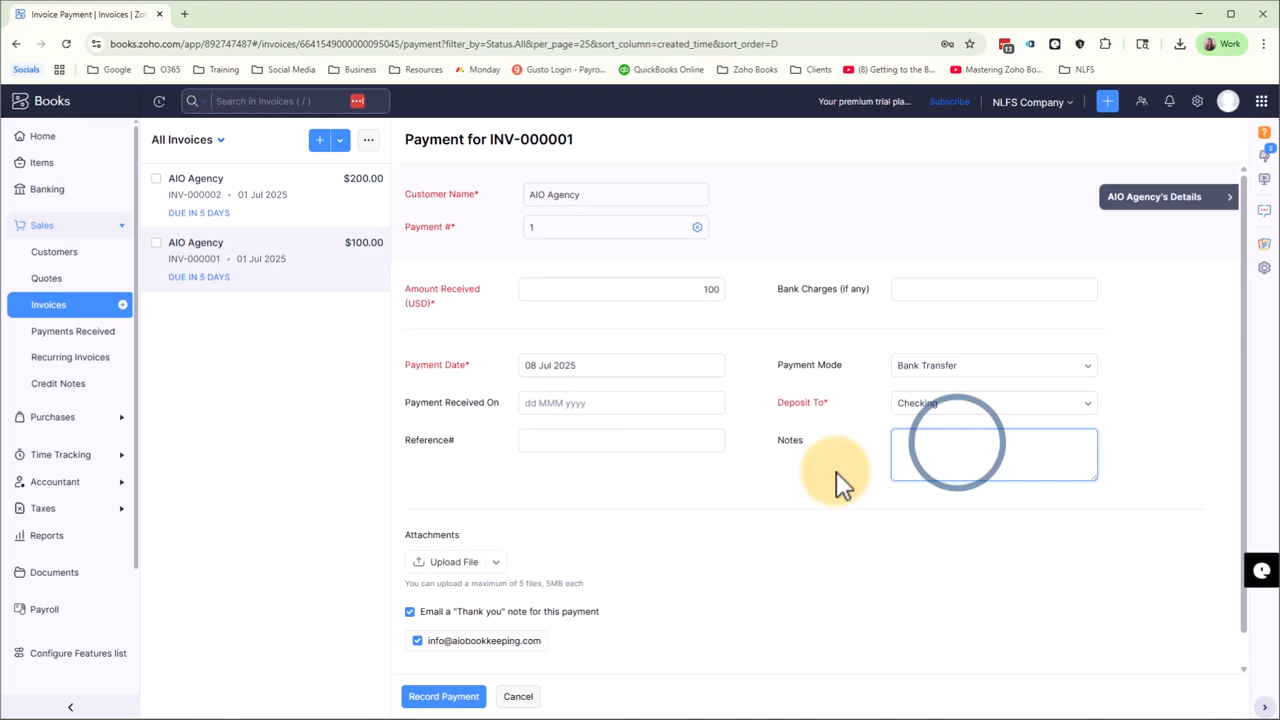 Invoice Payment | Invoices | Zo
books.zoho.com/app/892747487#/invoices/6641549000000095045/payment?filter_by=Status.All&per_page=25&sort_column=created_time&sort_order=D
13
Work
Socials
Google
O365
Training
Social Media
Business
Resources
Monday
Gusto Login - Payro...
QuickBooks Online
Zoho Books
Clients
(8) Getting to the B...
Mastering Zoho Bo...
NLFS
Books
Search in Invoices ( / )
Your premium trial pla...
Subscribe
NLFS Company
Home
Items
Banking
Sales
Customers
Quotes
Invoices
Payments Received
Recurring Invoices
Credit Notes
Purchases
Time Tracking
Accountant
Taxes
Reports
Documents
Payroll
Configure Features list
All Invoices
AIO Agency $200.00
INV-000002 • 01 Jul 2025
DUE IN 5 DAYS
AIO Agency $100.00
INV-000001 • 01 Jul 2025
DUE IN 5 DAYS
Payment for INV-000001
Customer Name* AIO Agency
AIO Agency's Details
Payment #* 1
Amount Received (USD)* 100
Bank Charges (if any)
Payment Date* 08 Jul 2025
Payment Mode Bank Transfer
Payment Received On dd MMM yyyy
Deposit To* Checking
Reference#
Notes
Attachments
Upload File
You can upload a maximum of 5 files, 5MB each
Email a "Thank you" note for this payment
info@aiobookkeeping.com
Record Payment
Cancel
2